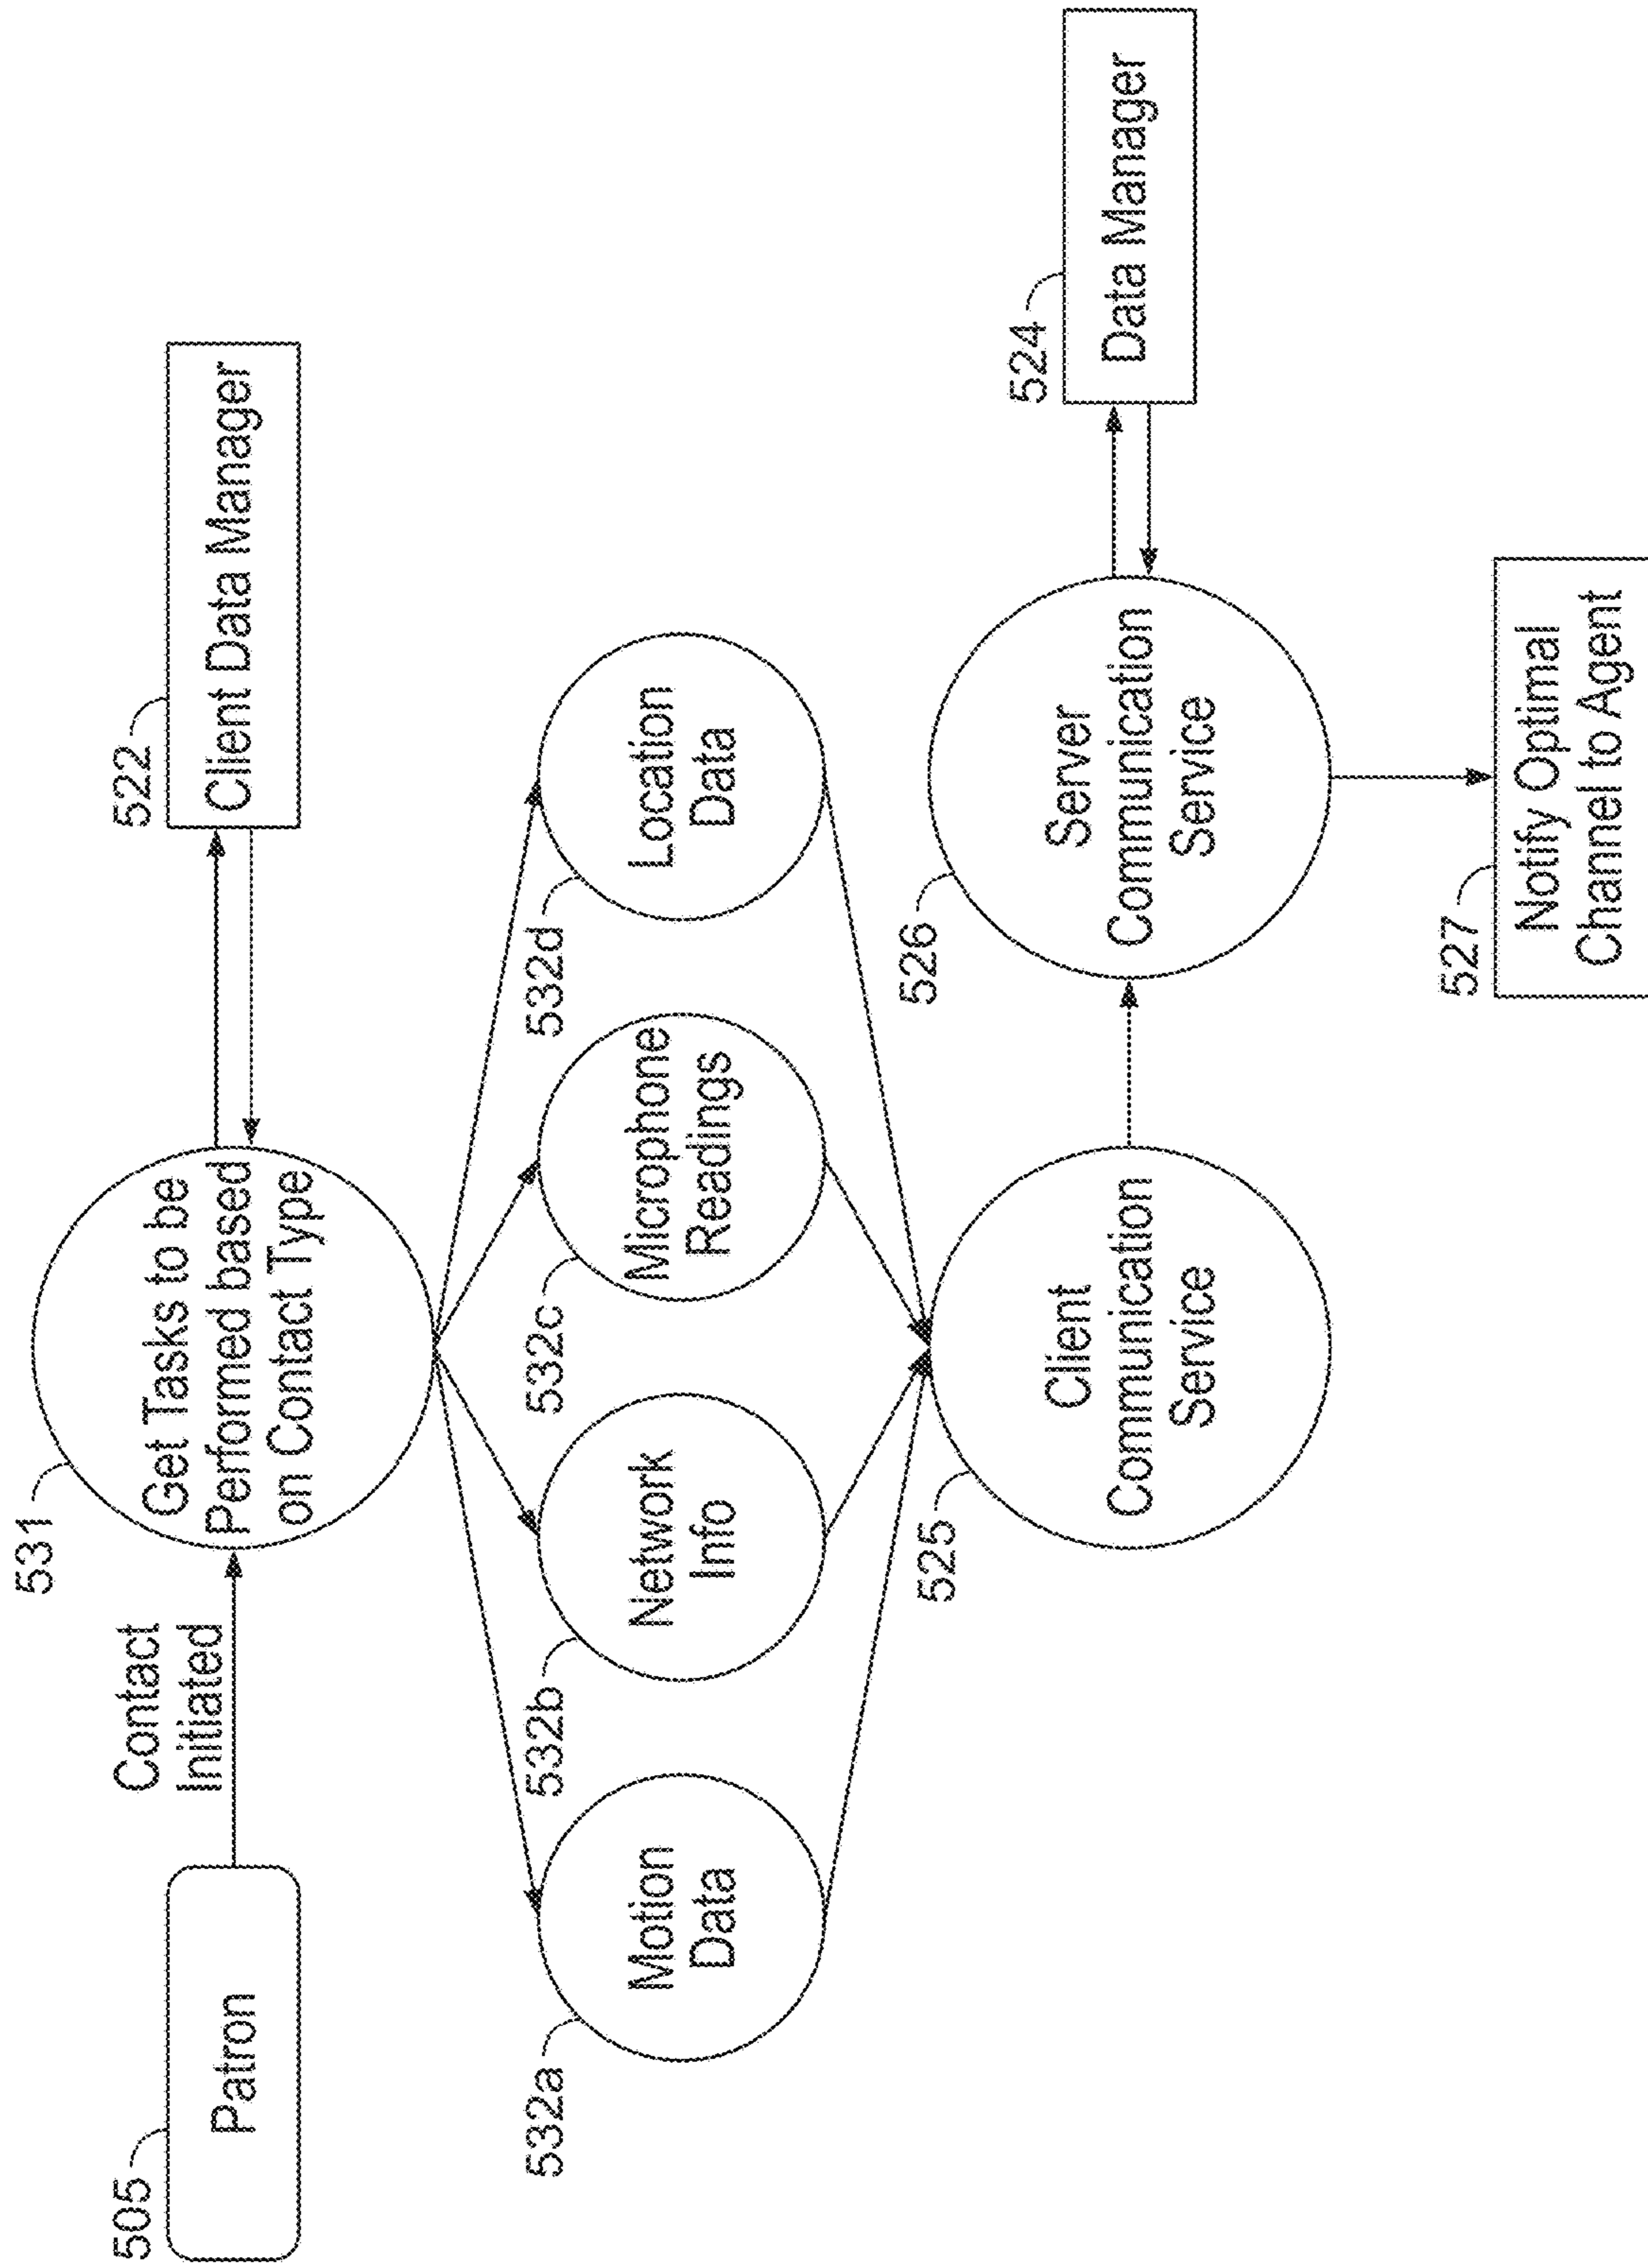 505
Patron
Contact
Initiated
531
Get Tasks to be
Performed based
on Contact Type
522
Client Data Manager
532a
Motion
Data
532b
Network
Info
532c
Microphone
Readings
532d
Location
Data
525
Client
Communication
Service
526
Server
Communication
Service
524
Data Manager
527
Notify Optimal
Channel to Agent